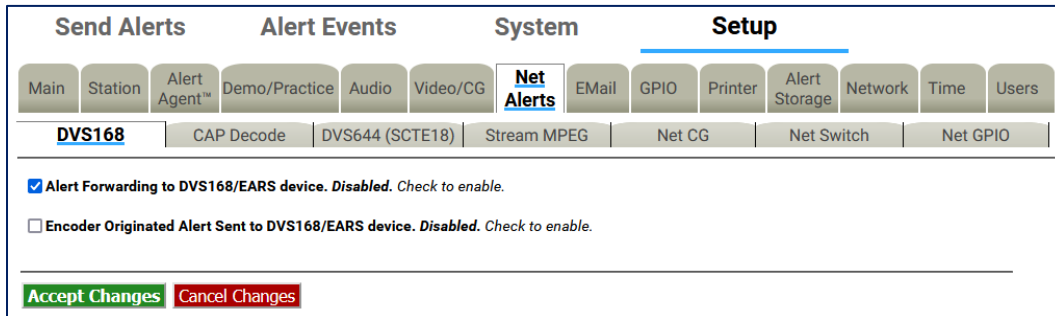 Send Alerts Alert Events System Setup
Main Station Alert Agent™ Demo/Practice Audio Video/CG Net Alerts EMail GPIO Printer Alert Storage Network Time Users
DVS168 CAP Decode DVS644 (SCTE18) Stream MPEG Net CG Net Switch Net GPIO
Alert Forwarding to DVS168/EARS device. Disabled. Check to enable.
Encoder Originated Alert Sent to DVS168/EARS device. Disabled. Check to enable.
Accept Changes Cancel Changes